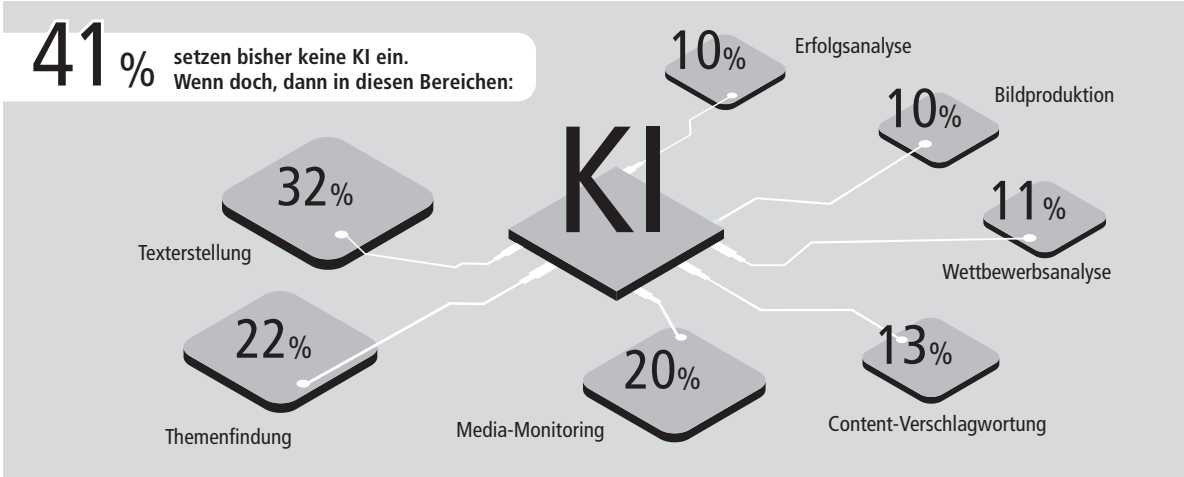 41%
setzen bisher keine KI ein.
Wenn doch, dann in diesen Bereichen:
10%
Erfolgsanalyse
10%
Bildproduktion
KI
32%
Texterstellung
11%
Wettbewerbsanalyse
22%
Themenfindung
20%
Media-Monitoring
13%
Content-Verschlagwortung